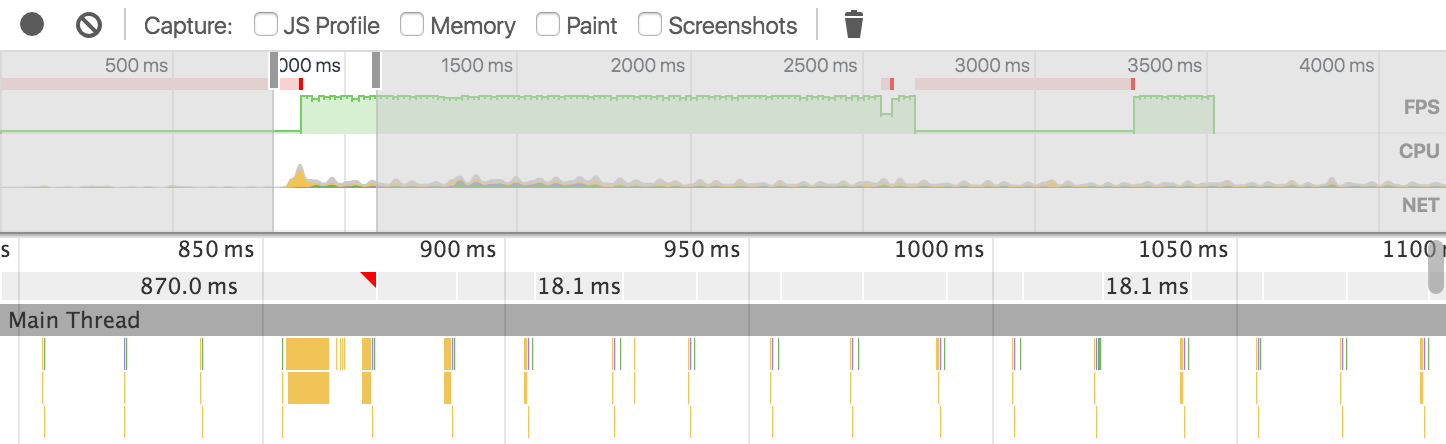 Capture: JS Profile Memory Paint Screenshots
500 ms 000 ms 1500 ms 2000 ms 2500 ms 3000 ms 3500 ms 4000 ms
FPS
CPU
NET
s 850 ms 900 ms 950 ms 1000 ms 1050 ms 1100
870.0 ms 18.1 ms 18.1 ms
Main Thread